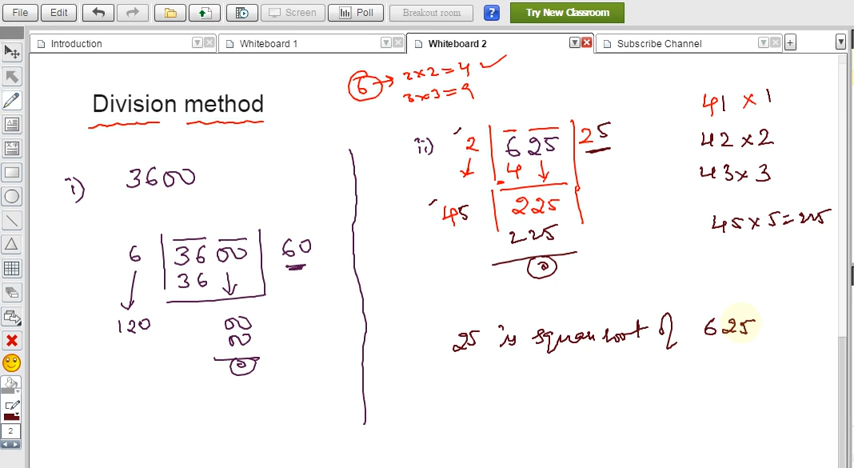 File Edit Screen Poll Breakout room ? Try New Classroom
Introduction Whiteboard 1 Whiteboard 2 Subscribe Channel
Division method
i) 3600
6 3600 60
36
120 00
00
0
6 → 2×2=4 ✓
3×3=9
ii) 2 625 25
4
45 225
225
0
41 × 1
42 × 2
43 × 3
45 × 5 = 225
25 is square root of 625
2